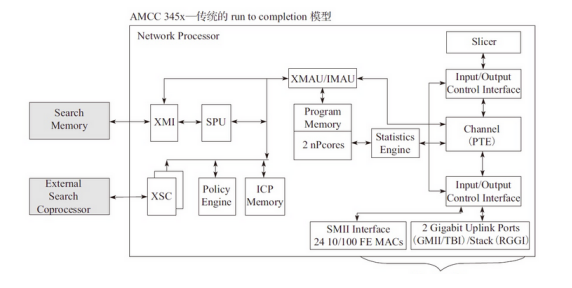 AMCC 345x—传统的 run to completion 模型
Network Processor
Slicer
XMAU/IMAU
Input/Output
Control Interface
Search
Memory
XMI
SPU
Program
Memory
2 nPcores
Statistics
Engine
Channel
(PTE)
External
Search
Coprocessor
XSC
Policy
Engine
ICP
Memory
Input/Output
Control Interface
SMII Interface
24 10/100 FE MACs
2 Gigabit Uplink Ports
(GMII/TBI)/Stack(RGGI)